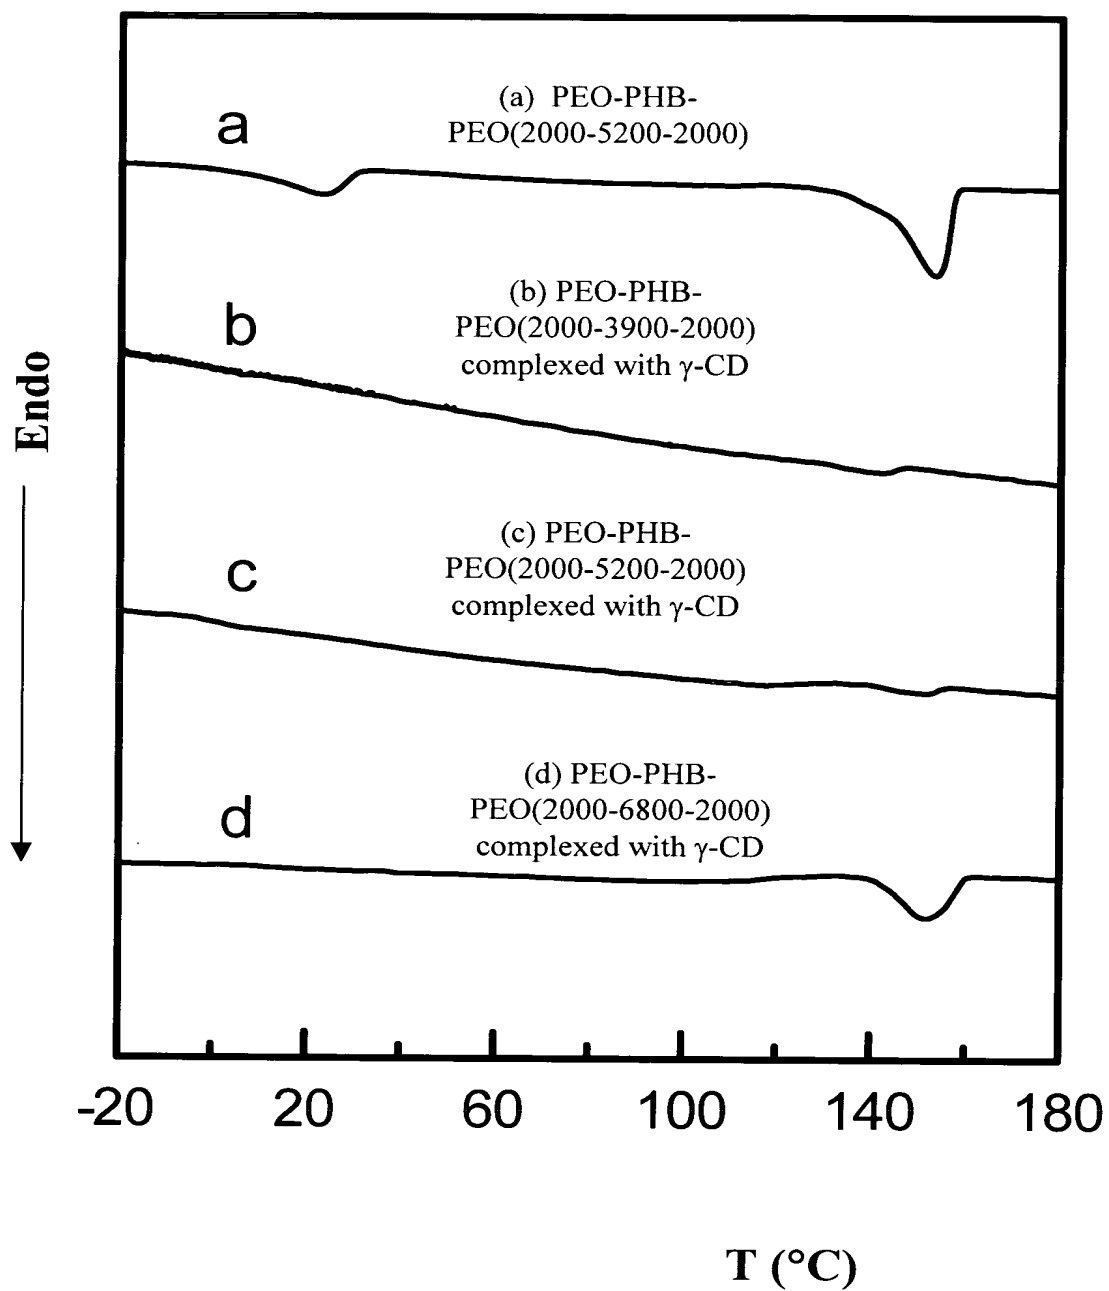 a
(a) PEO-PHB-
PEO(2000-5200-2000)
b
(b) PEO-PHB-
PEO(2000-3900-2000)
complexed with γ-CD
Endo
c
(c) PEO-PHB-
PEO(2000-5200-2000)
complexed with γ-CD
d
(d) PEO-PHB-
PEO(2000-6800-2000)
complexed with γ-CD
-20 20 60 100 140 180
T (°C)